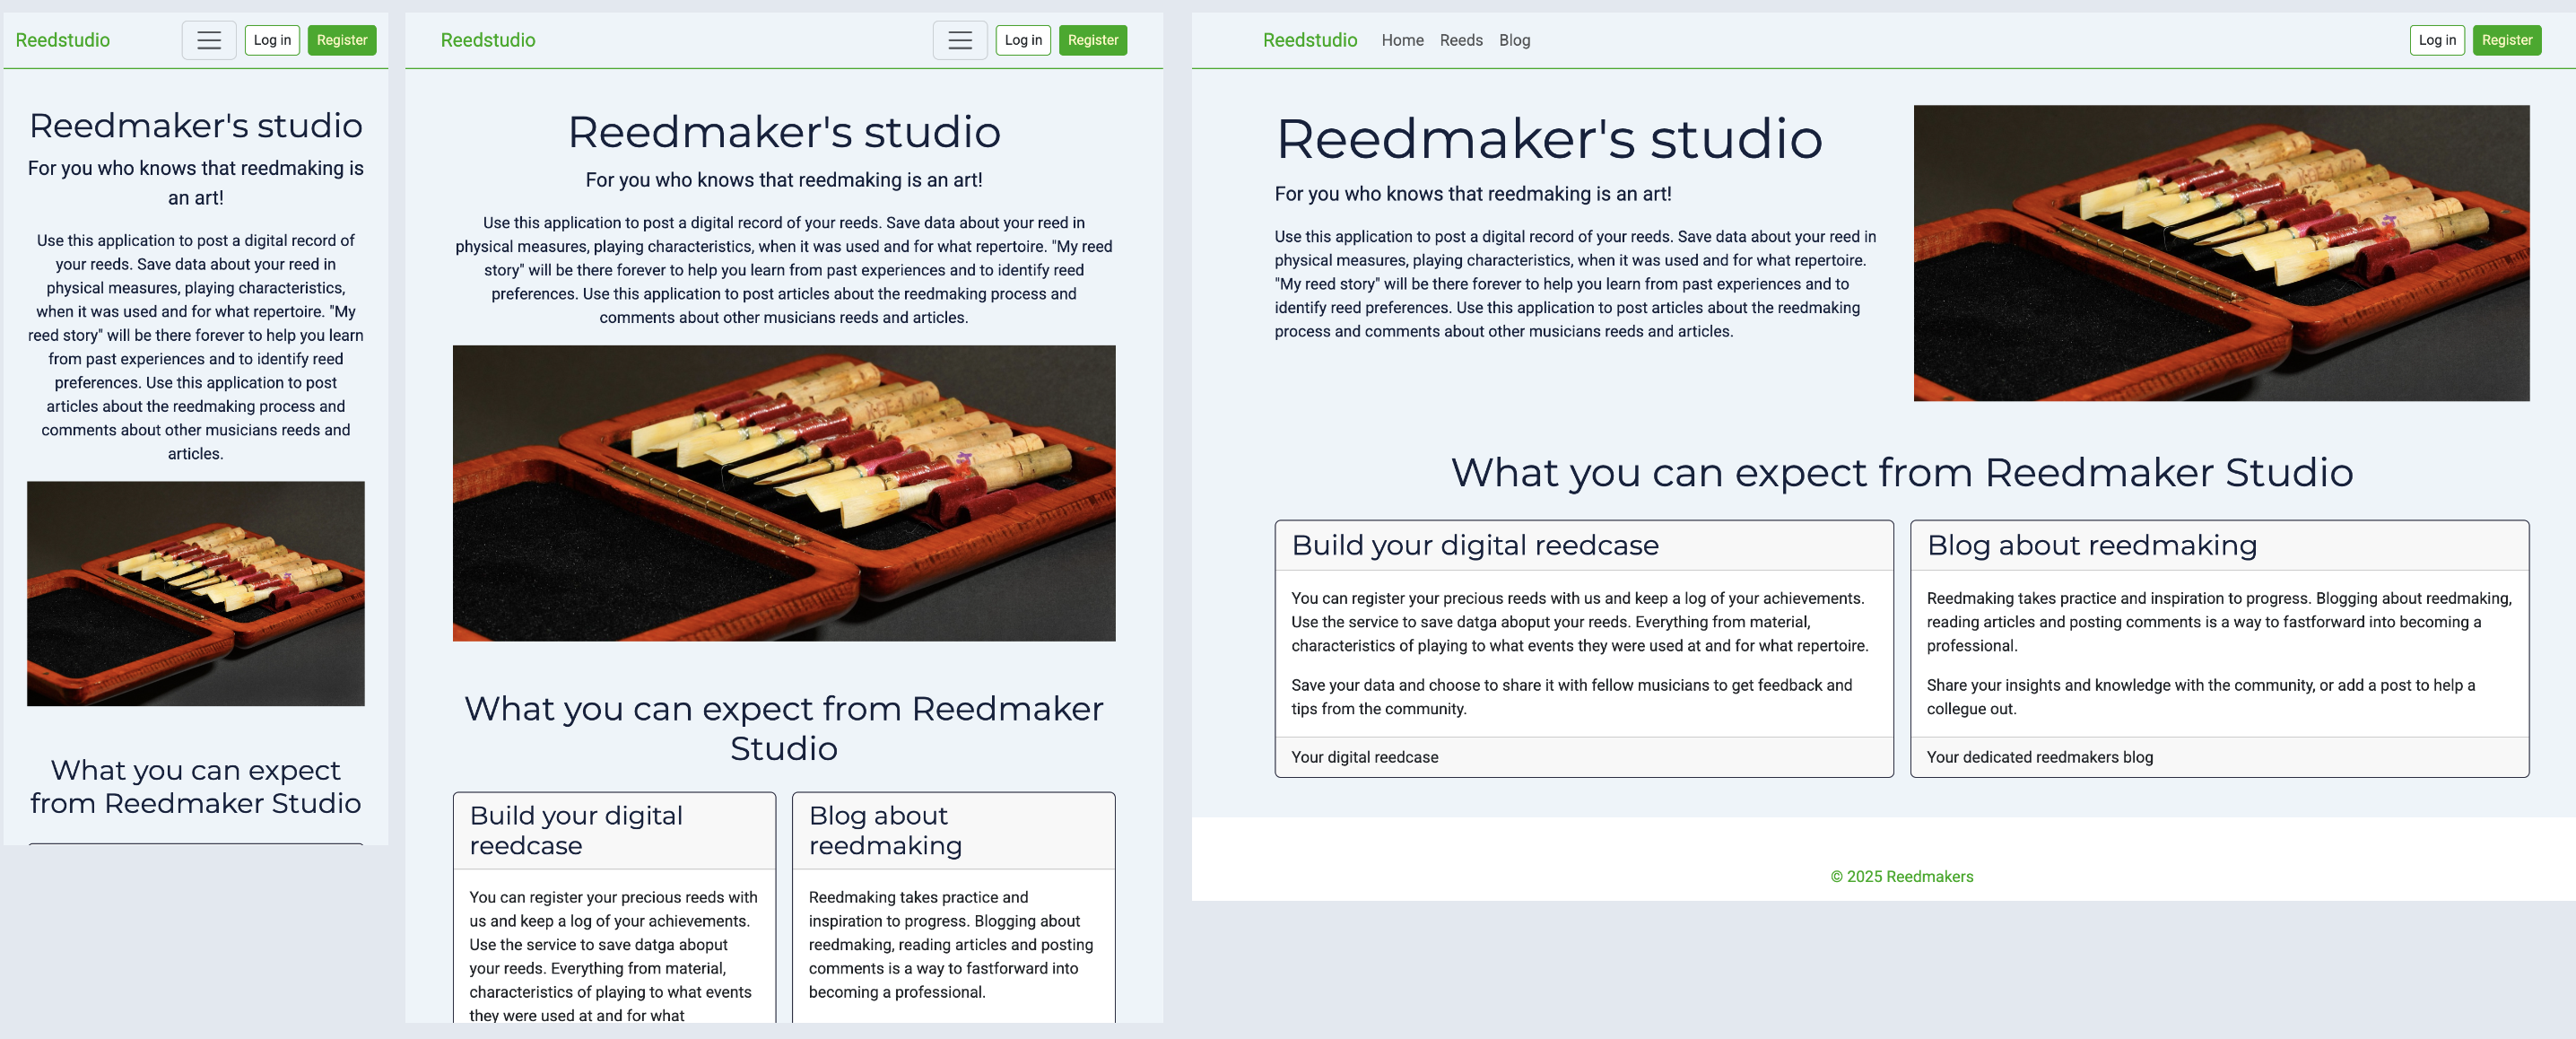 Reedstudio
Log in
Register
Reedmaker's studio
For you who knows that reedmaking is
an art!
Use this application to post a digital record of
your reeds. Save data about your reed in
physical measures, playing characteristics,
when it was used and for what repertoire. "My
reed story" will be there forever to help you learn
from past experiences and to identify reed
preferences. Use this application to post
articles about the reedmaking process and
comments about other musicians reeds and
articles.
What you can expect
from Reedmaker Studio
Reedstudio
Log in
Register
Reedmaker's studio
For you who knows that reedmaking is an art!
Use this application to post a digital record of your reeds. Save data about your reed in
physical measures, playing characteristics, when it was used and for what repertoire. "My reed
story" will be there forever to help you learn from past experiences and to identify reed
preferences. Use this application to post articles about the reedmaking process and
comments about other musicians reeds and articles.
What you can expect from Reedmaker
Studio
Build your digital
reedcase
You can register your precious reeds with
us and keep a log of your achievements.
Use the service to save datga aboput
your reeds. Everything from material,
characteristics of playing to what events
they were used at and for what
Blog about
reedmaking
Reedmaking takes practice and
inspiration to progress. Blogging about
reedmaking, reading articles and posting
comments is a way to fastforward into
becoming a professional.
Reedstudio
Home
Reeds
Blog
Log in
Register
Reedmaker's studio
For you who knows that reedmaking is an art!
Use this application to post a digital record of your reeds. Save data about your reed in
physical measures, playing characteristics, when it was used and for what repertoire.
"My reed story" will be there forever to help you learn from past experiences and to
identify reed preferences. Use this application to post articles about the reedmaking
process and comments about other musicians reeds and articles.
What you can expect from Reedmaker Studio
Build your digital reedcase
You can register your precious reeds with us and keep a log of your achievements.
Use the service to save datga aboput your reeds. Everything from material,
characteristics of playing to what events they were used at and for what repertoire.
Save your data and choose to share it with fellow musicians to get feedback and
tips from the community.
Your digital reedcase
Blog about reedmaking
Reedmaking takes practice and inspiration to progress. Blogging about reedmaking,
reading articles and posting comments is a way to fastforward into becoming a
professional.
Share your insights and knowledge with the community, or add a post to help a
collegue out.
Your dedicated reedmakers blog
© 2025 Reedmakers